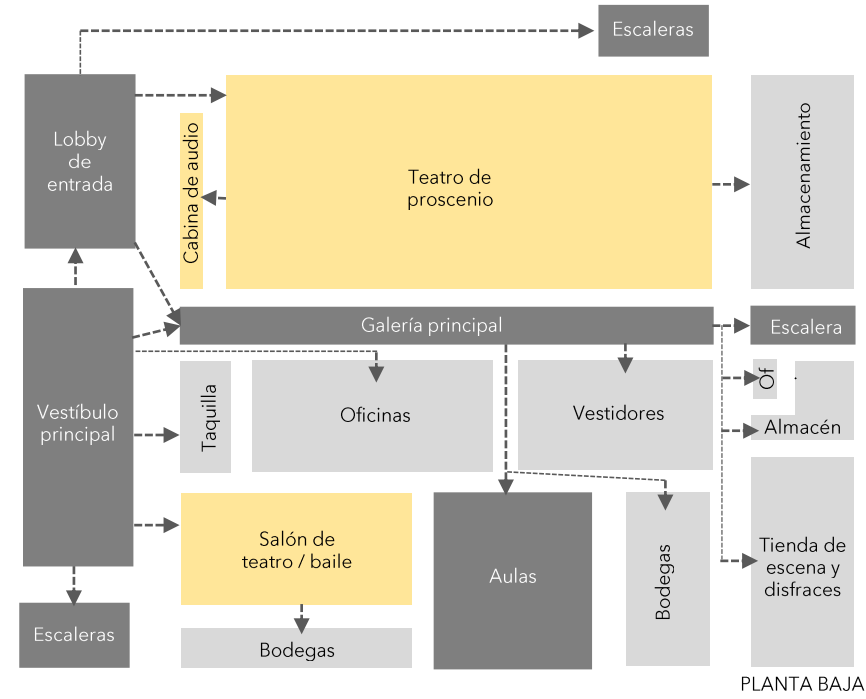 Escaleras
Lobby
de
entrada
Cabina de audio
Teatro de
proscenio
Almacenamiento
Galería principal
Escalera
Vestíbulo
principal
Taquilla
Oficinas
Vestidores
Of
Almacén
Salón de
teatro / baile
Aulas
Bodegas
Tienda de
escena y
disfraces
Escaleras
Bodegas
PLANTA BAJA